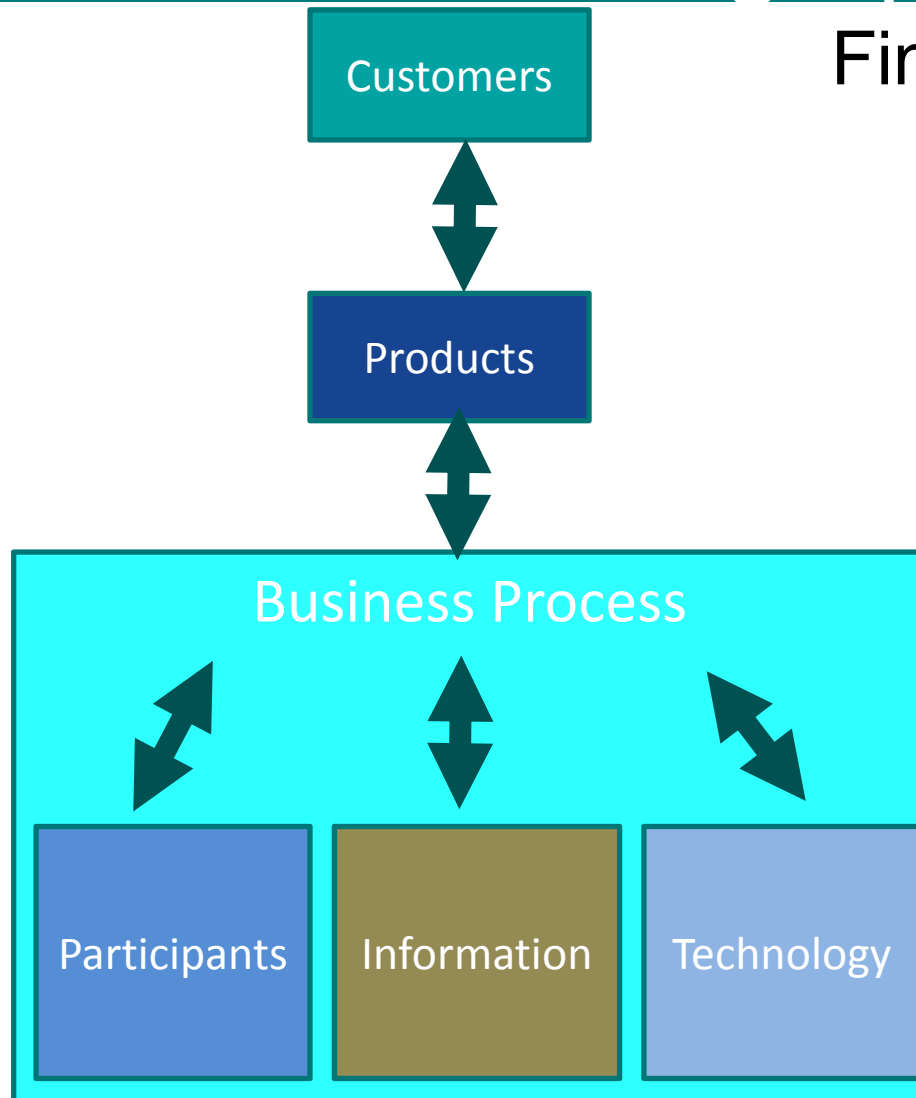 Customers
Products
Business Process
Participants
Information
Technology